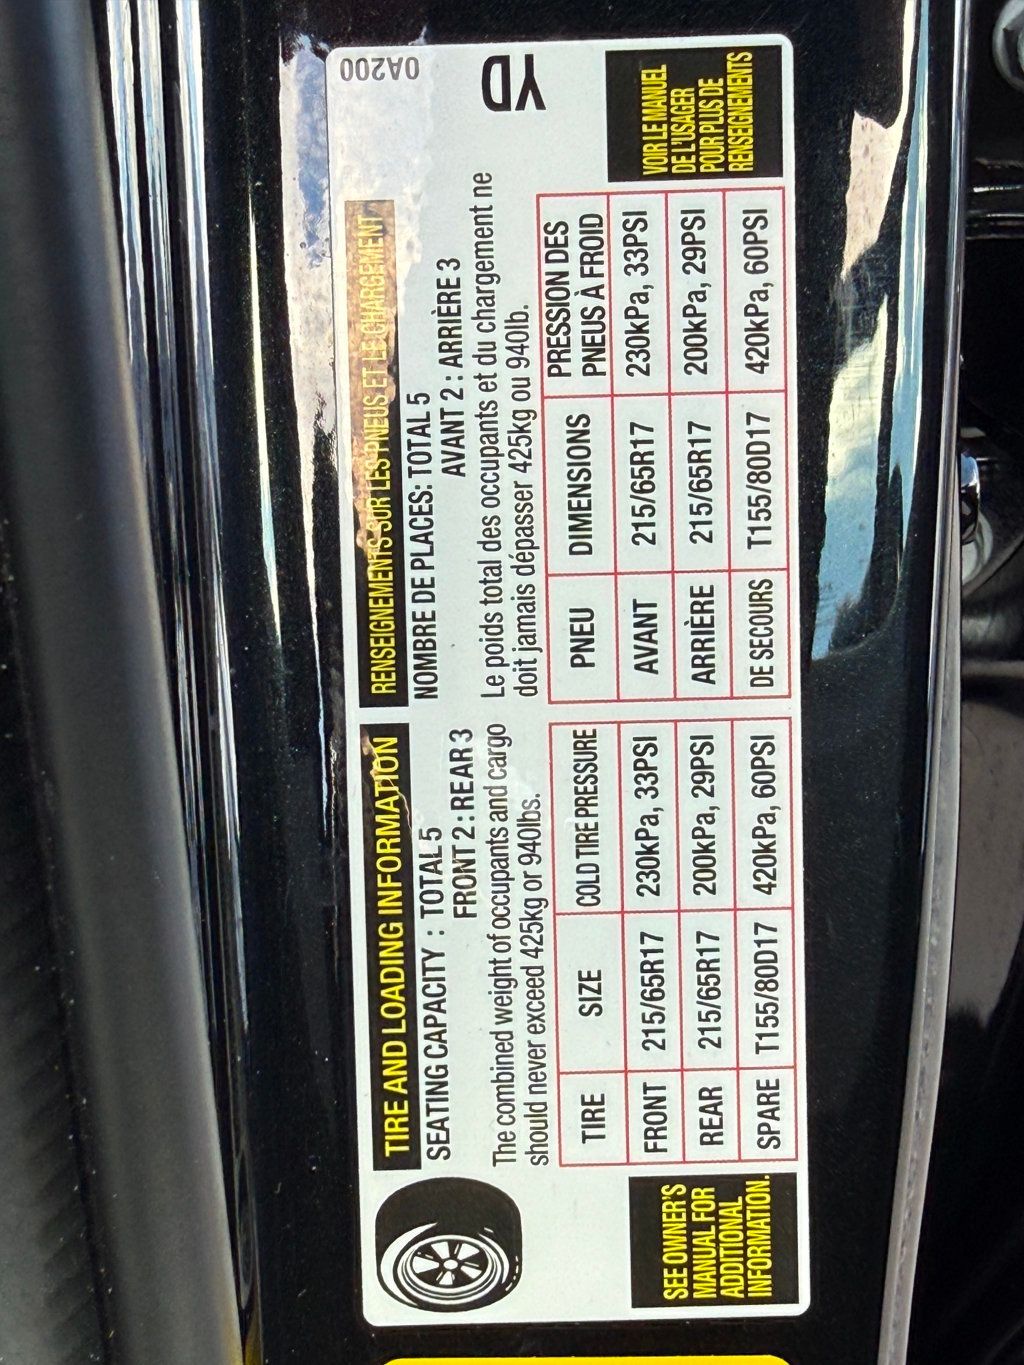 TIRE AND LOADING INFORMATION
SEATING CAPACITY : TOTAL 5
FRONT 2 : REAR 3
The combined weight of occupants and cargo
should never exceed 425kg or 940lbs.
TIRE SIZE COLD TIRE PRESSURE
FRONT 215/65R17 230kPa, 33PSI
REAR 215/65R17 200kPa, 29PSI
SPARE T155/80D17 420kPa, 60PSI
SEE OWNER'S
MANUAL FOR
ADDITIONAL
INFORMATION.
RENSEIGNEMENTS SUR LES PNEUS ET LE CHARGEMENT
NOMBRE DE PLACES: TOTAL 5
AVANT 2 : ARRIÈRE 3
Le poids total des occupants et du chargement ne
doit jamais dépasser 425kg ou 940lb.
PNEU DIMENSIONS PRESSION DES
PNEUS À FROID
AVANT 215/65R17 230kPa, 33PSI
ARRIÈRE 215/65R17 200kPa, 29PSI
DE SECOURS T155/80D17 420kPa, 60PSI
0A200
YD
VOIR LE MANUEL
DE L'USAGER
POUR PLUS DE
RENSEIGNEMENTS